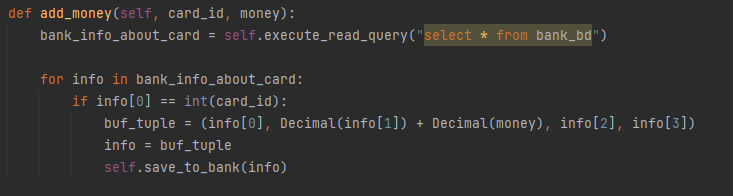 def add_money(self, card_id, money):
    bank_info_about_card = self.execute_read_query("select * from bank_bd")
    for info in bank_info_about_card:
        if info[0] == int(card_id):
            buf_tuple = (info[0], Decimal(info[1]) + Decimal(money), info[2], info[3])
            info = buf_tuple
            self.save_to_bank(info)